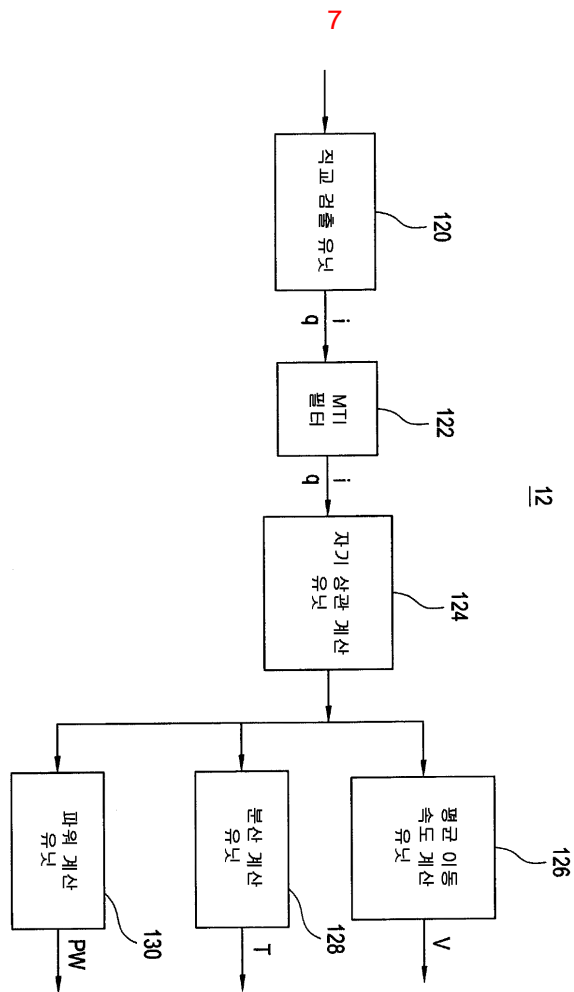 7
12
120
직교 검출 유닛
i
q
122
MTI
필터
i
q
124
자기 상관 계산
유닛
126
평균 이동
속도 계산
유닛
V
128
분산 계산
유닛
T
130
파워 계산
유닛
PW